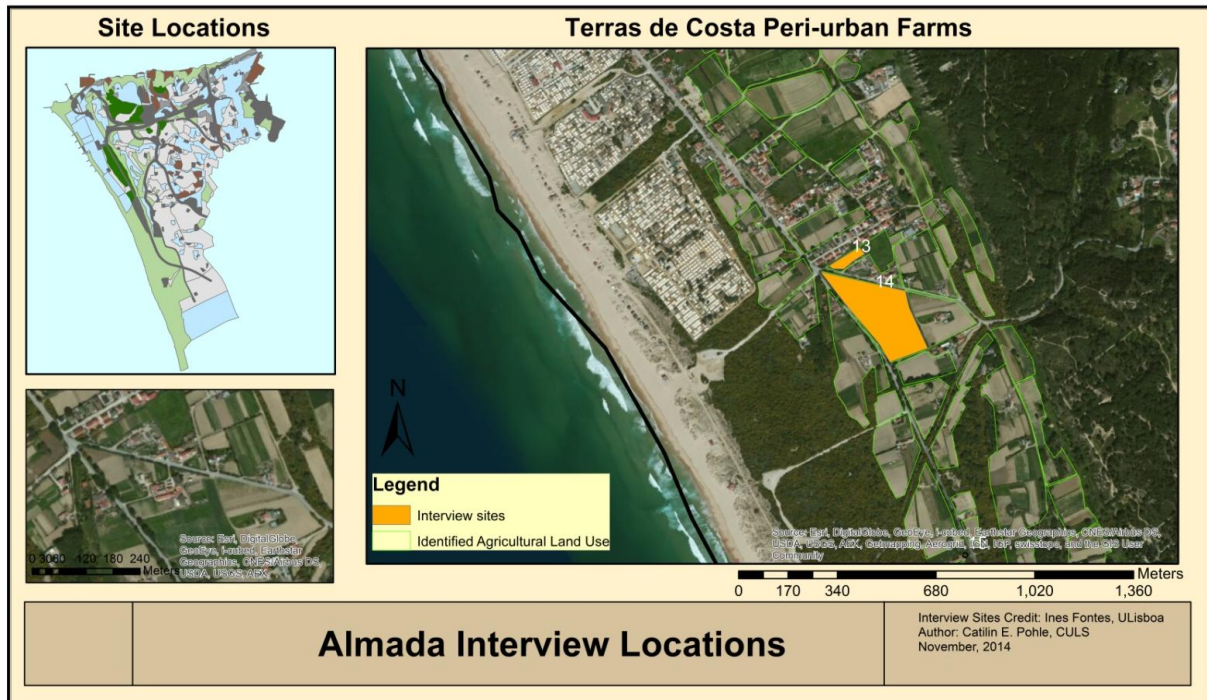 Site Locations
Terras de Costa Peri-urban Farms
13
14
N
Legend
Interview sites
Identified Agricultural Land Use
Source: Esri, DigitalGlobe, GeoEye, i-cubed, Earthstar Geographics, CNES/Airbus DS,
USDA, USGS, AEX, Getmapping, Aerogrid, IGN, IGP, swisstopo, and the GIS User
Community
Source: Esri, DigitalGlobe,
GeoEye, i-cubed, Earthstar
Geographics, CNES/Airbus DS,
USDA, USGS, AEX,
0 3060 120 180 240
Meters
Meters
0 170 340 680 1,020 1,360
Almada Interview Locations
Interview Sites Credit: Ines Fontes, ULisboa
Author: Catilin E. Pohle, CULS
November, 2014